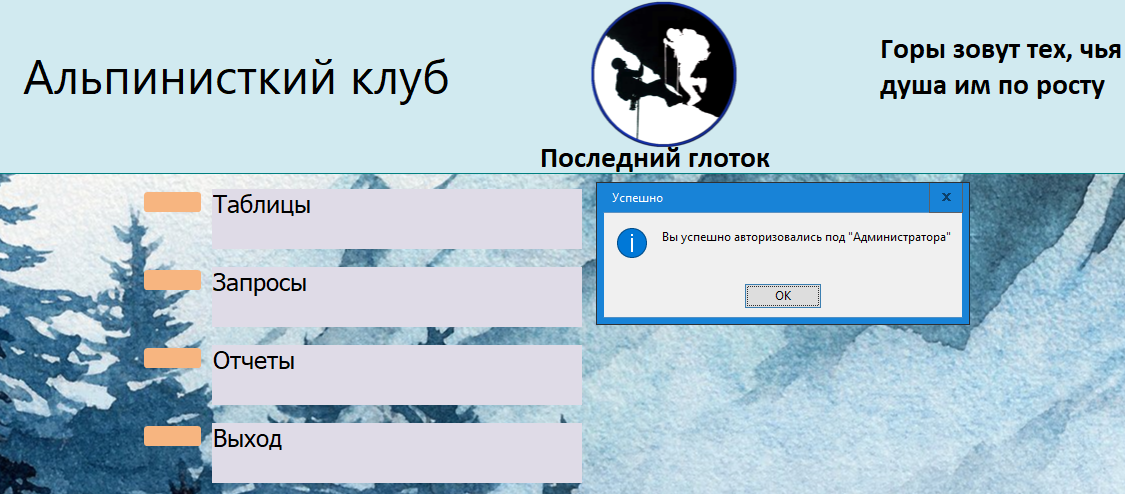 Альпинисткий клуб
Горы зовут тех, чья
душа им по росту
Последний глоток
Таблицы
Запросы
Отчеты
Выход
Успешно
x
i
Вы успешно авторизовались под "Администратора"
OK